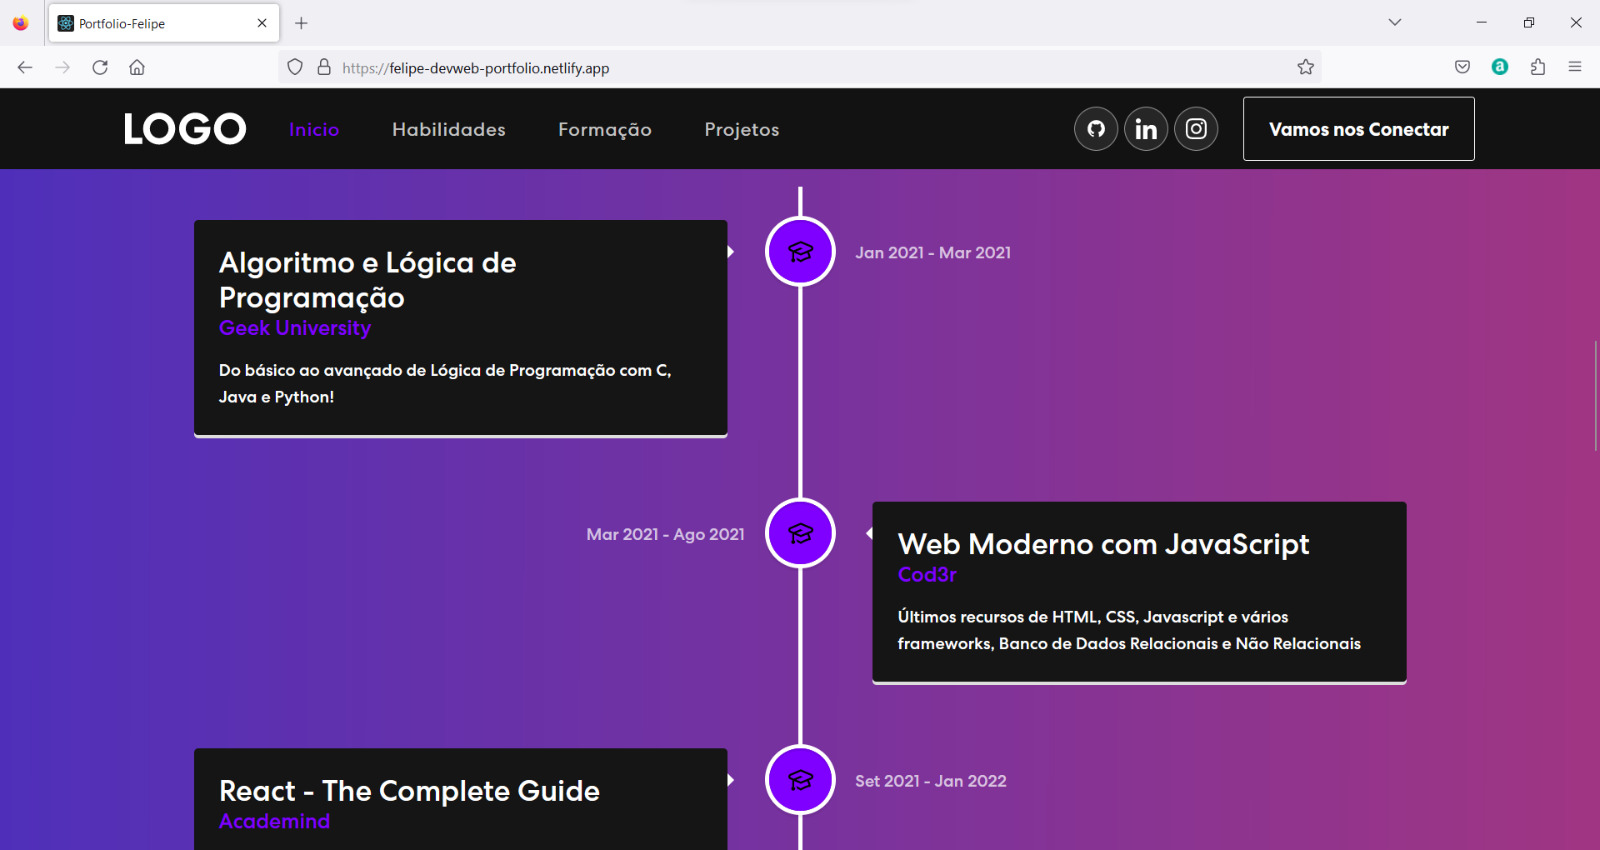 Portfolio-Felipe
https://felipe-devweb-portfolio.netlify.app
LOGO
Inicio
Habilidades
Formação
Projetos
Vamos nos Conectar
Algoritmo e Lógica de
Programação
Geek University
Do básico ao avançado de Lógica de Programação com C,
Java e Python!
Jan 2021 - Mar 2021
Mar 2021 - Ago 2021
Web Moderno com JavaScript
Cod3r
Últimos recursos de HTML, CSS, Javascript e vários
frameworks, Banco de Dados Relacionais e Não Relacionais
React - The Complete Guide
Academind
Set 2021 - Jan 2022